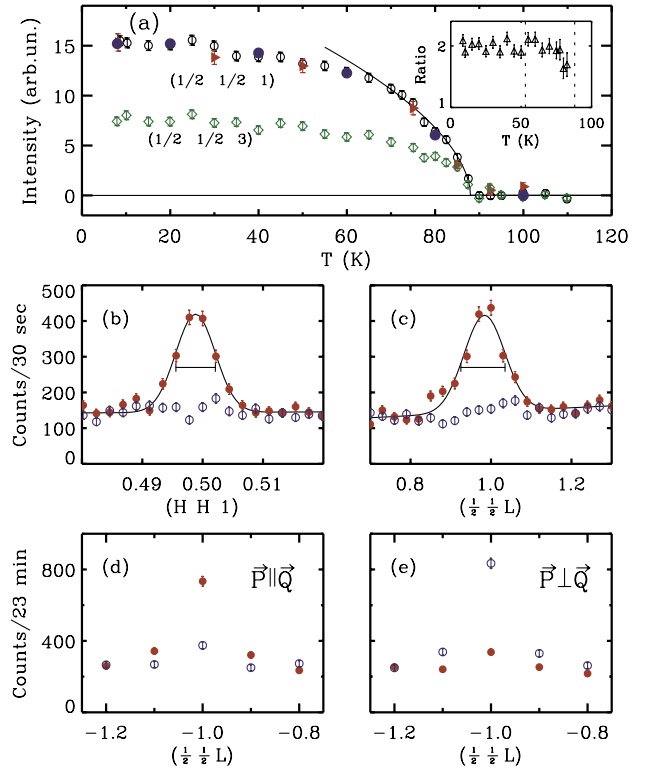 (a)
Intensity (arb.un.)
15
10
5
0
(1/2 1/2 1)
(1/2 1/2 3)
0 20 40 60 80 100 120
T (K)
Ratio
2
1
0 50 100
T (K)
(b)
Counts/30 sec
500
400
300
200
100
0
0.49 0.50 0.51
(H H 1)
(c)
0.8 1.0 1.2
(½ ½ L)
(d)
P⃗∥Q⃗
Counts/23 min
800
400
0
−1.2 −1.0 −0.8
(½ ½ L)
(e)
P⃗⊥Q⃗
−1.2 −1.0 −0.8
(½ ½ L)